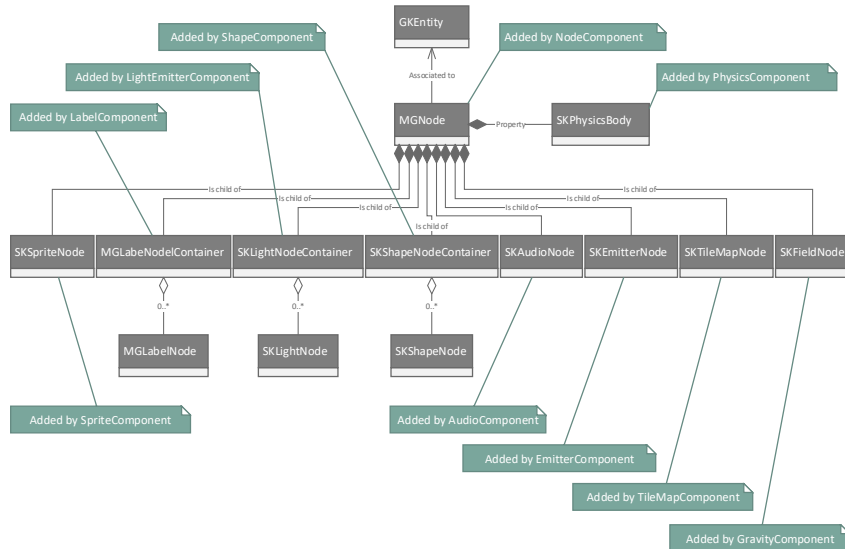 GKEntity
Added by ShapeComponent
Added by NodeComponent
Added by LightEmitterComponent
Associated to
Added by PhysicsComponent
Added by LabelComponent
MGNode
Property
SKPhysicsBody
Is child of
Is child of
Is child of
Is child of
Is child of
Is child of
Is child of
SKSpriteNode
MGLabeNodelContainer
SKLightNodeContainer
SKShapeNodeContainer
SKAudioNode
SKEmitterNode
SKTileMapNode
SKFieldNode
0..*
0..*
0..*
MGLabelNode
SKLightNode
SKShapeNode
Added by SpriteComponent
Added by AudioComponent
Added by EmitterComponent
Added by TileMapComponent
Added by GravityComponent